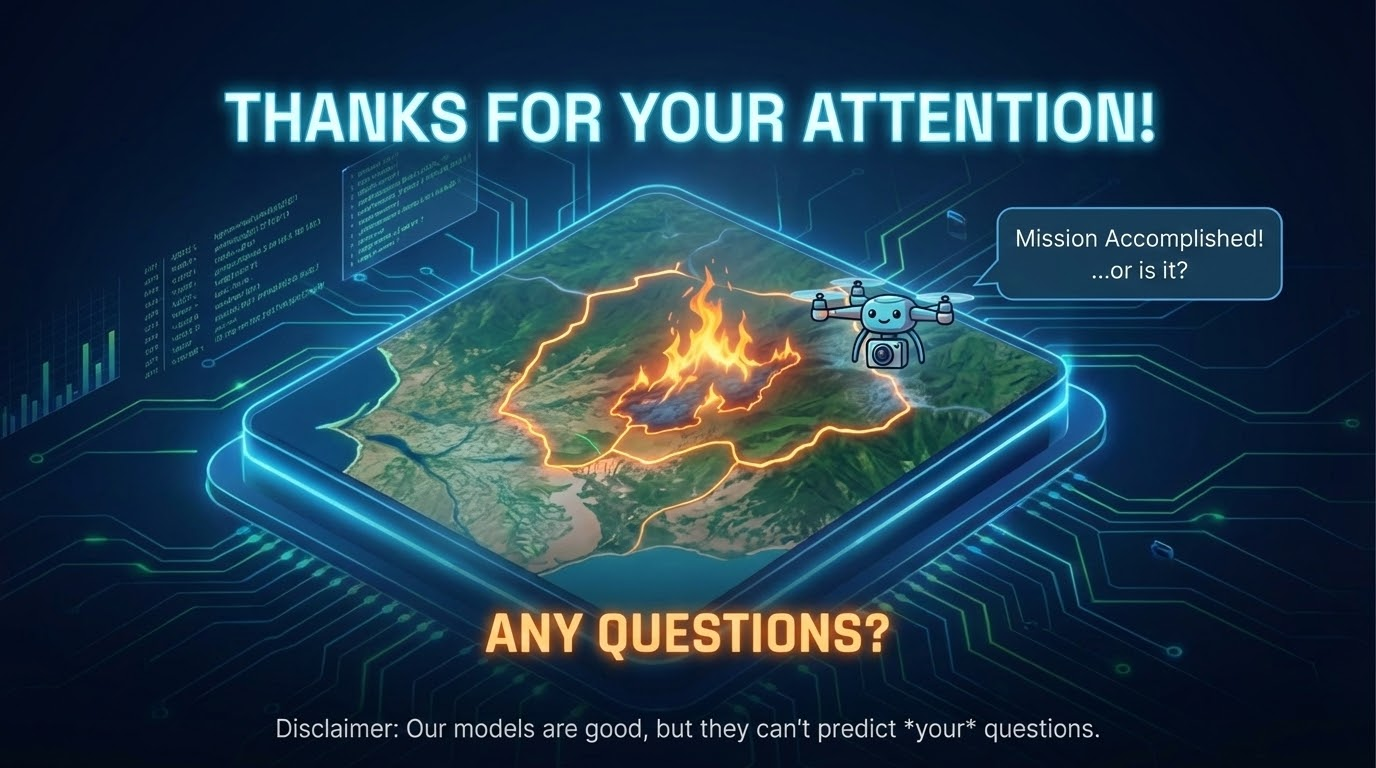 THANKS FOR YOUR ATTENTION!
Mission Accomplished!
...or is it?
ANY QUESTIONS?
Disclaimer: Our models are good, but they can't predict *your* questions.